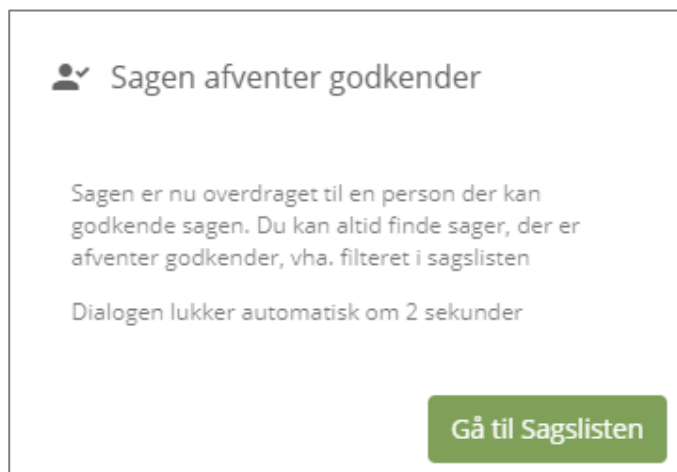 Sagen afventer godkender
Sagen er nu overdraget til en person der kan
godkende sagen. Du kan altid finde sager, der er
afventer godkender, vha. filteret i sagslisten
Dialogen lukker automatisk om 2 sekunder
Gå til Sagslisten